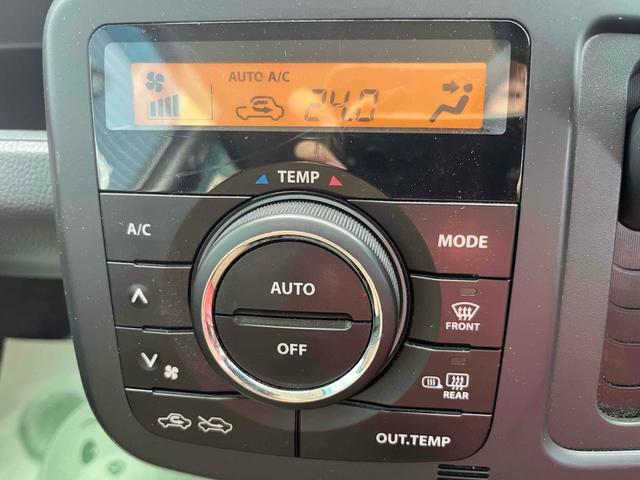 AUTO A/C
24.0
TEMP
A/C
MODE
AUTO
OFF
FRONT
REAR
OUT.TEMP